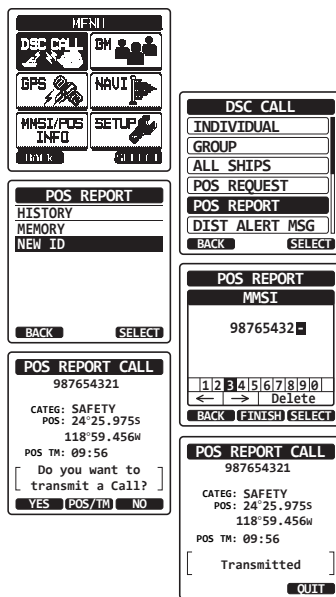 MENU
DSC CALL
GM
GPS
NAVI
MMSI/POS
INFO
SETUP
BACK
SELECT
DSC CALL
INDIVIDUAL
GROUP
ALL SHIPS
POS REQUEST
POS REPORT
DIST ALERT MSG
BACK
SELECT
POS REPORT
HISTORY
MEMORY
NEW ID
BACK
SELECT
POS REPORT
MMSI
98765432-
1 2 3 4 5 6 7 8 9 0
← → Delete
BACK FINISH SELECT
POS REPORT CALL
987654321
CATEG: SAFETY
POS: 24°25.975S
118°59.456W
POS TM: 09:56
Do you want to
transmit a Call?
YES POS/TM NO
POS REPORT CALL
987654321
CATEG: SAFETY
POS: 24°25.975S
118°59.456W
POS TM: 09:56
Transmitted
QUIT